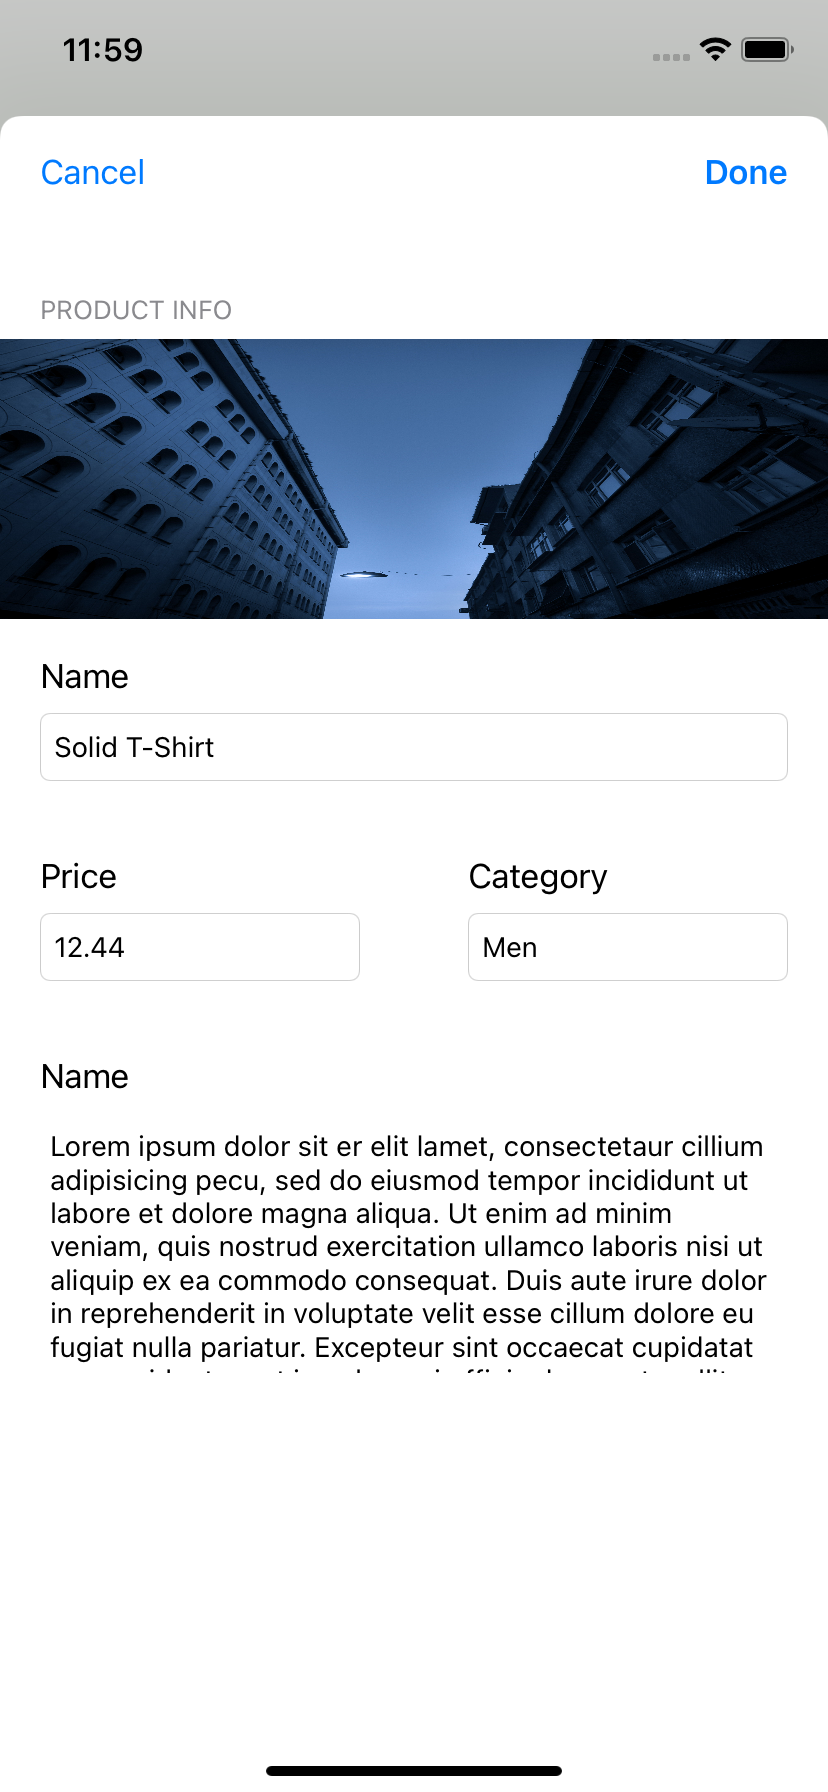 11:59
Cancel
Done
PRODUCT INFO
Name
Solid T-Shirt
Price
Category
12.44
Men
Name
Lorem ipsum dolor sit er elit lamet, consectetaur cillium
adipisicing pecu, sed do eiusmod tempor incididunt ut
labore et dolore magna aliqua. Ut enim ad minim
veniam, quis nostrud exercitation ullamco laboris nisi ut
aliquip ex ea commodo consequat. Duis aute irure dolor
in reprehenderit in voluptate velit esse cillum dolore eu
fugiat nulla pariatur. Excepteur sint occaecat cupidatat